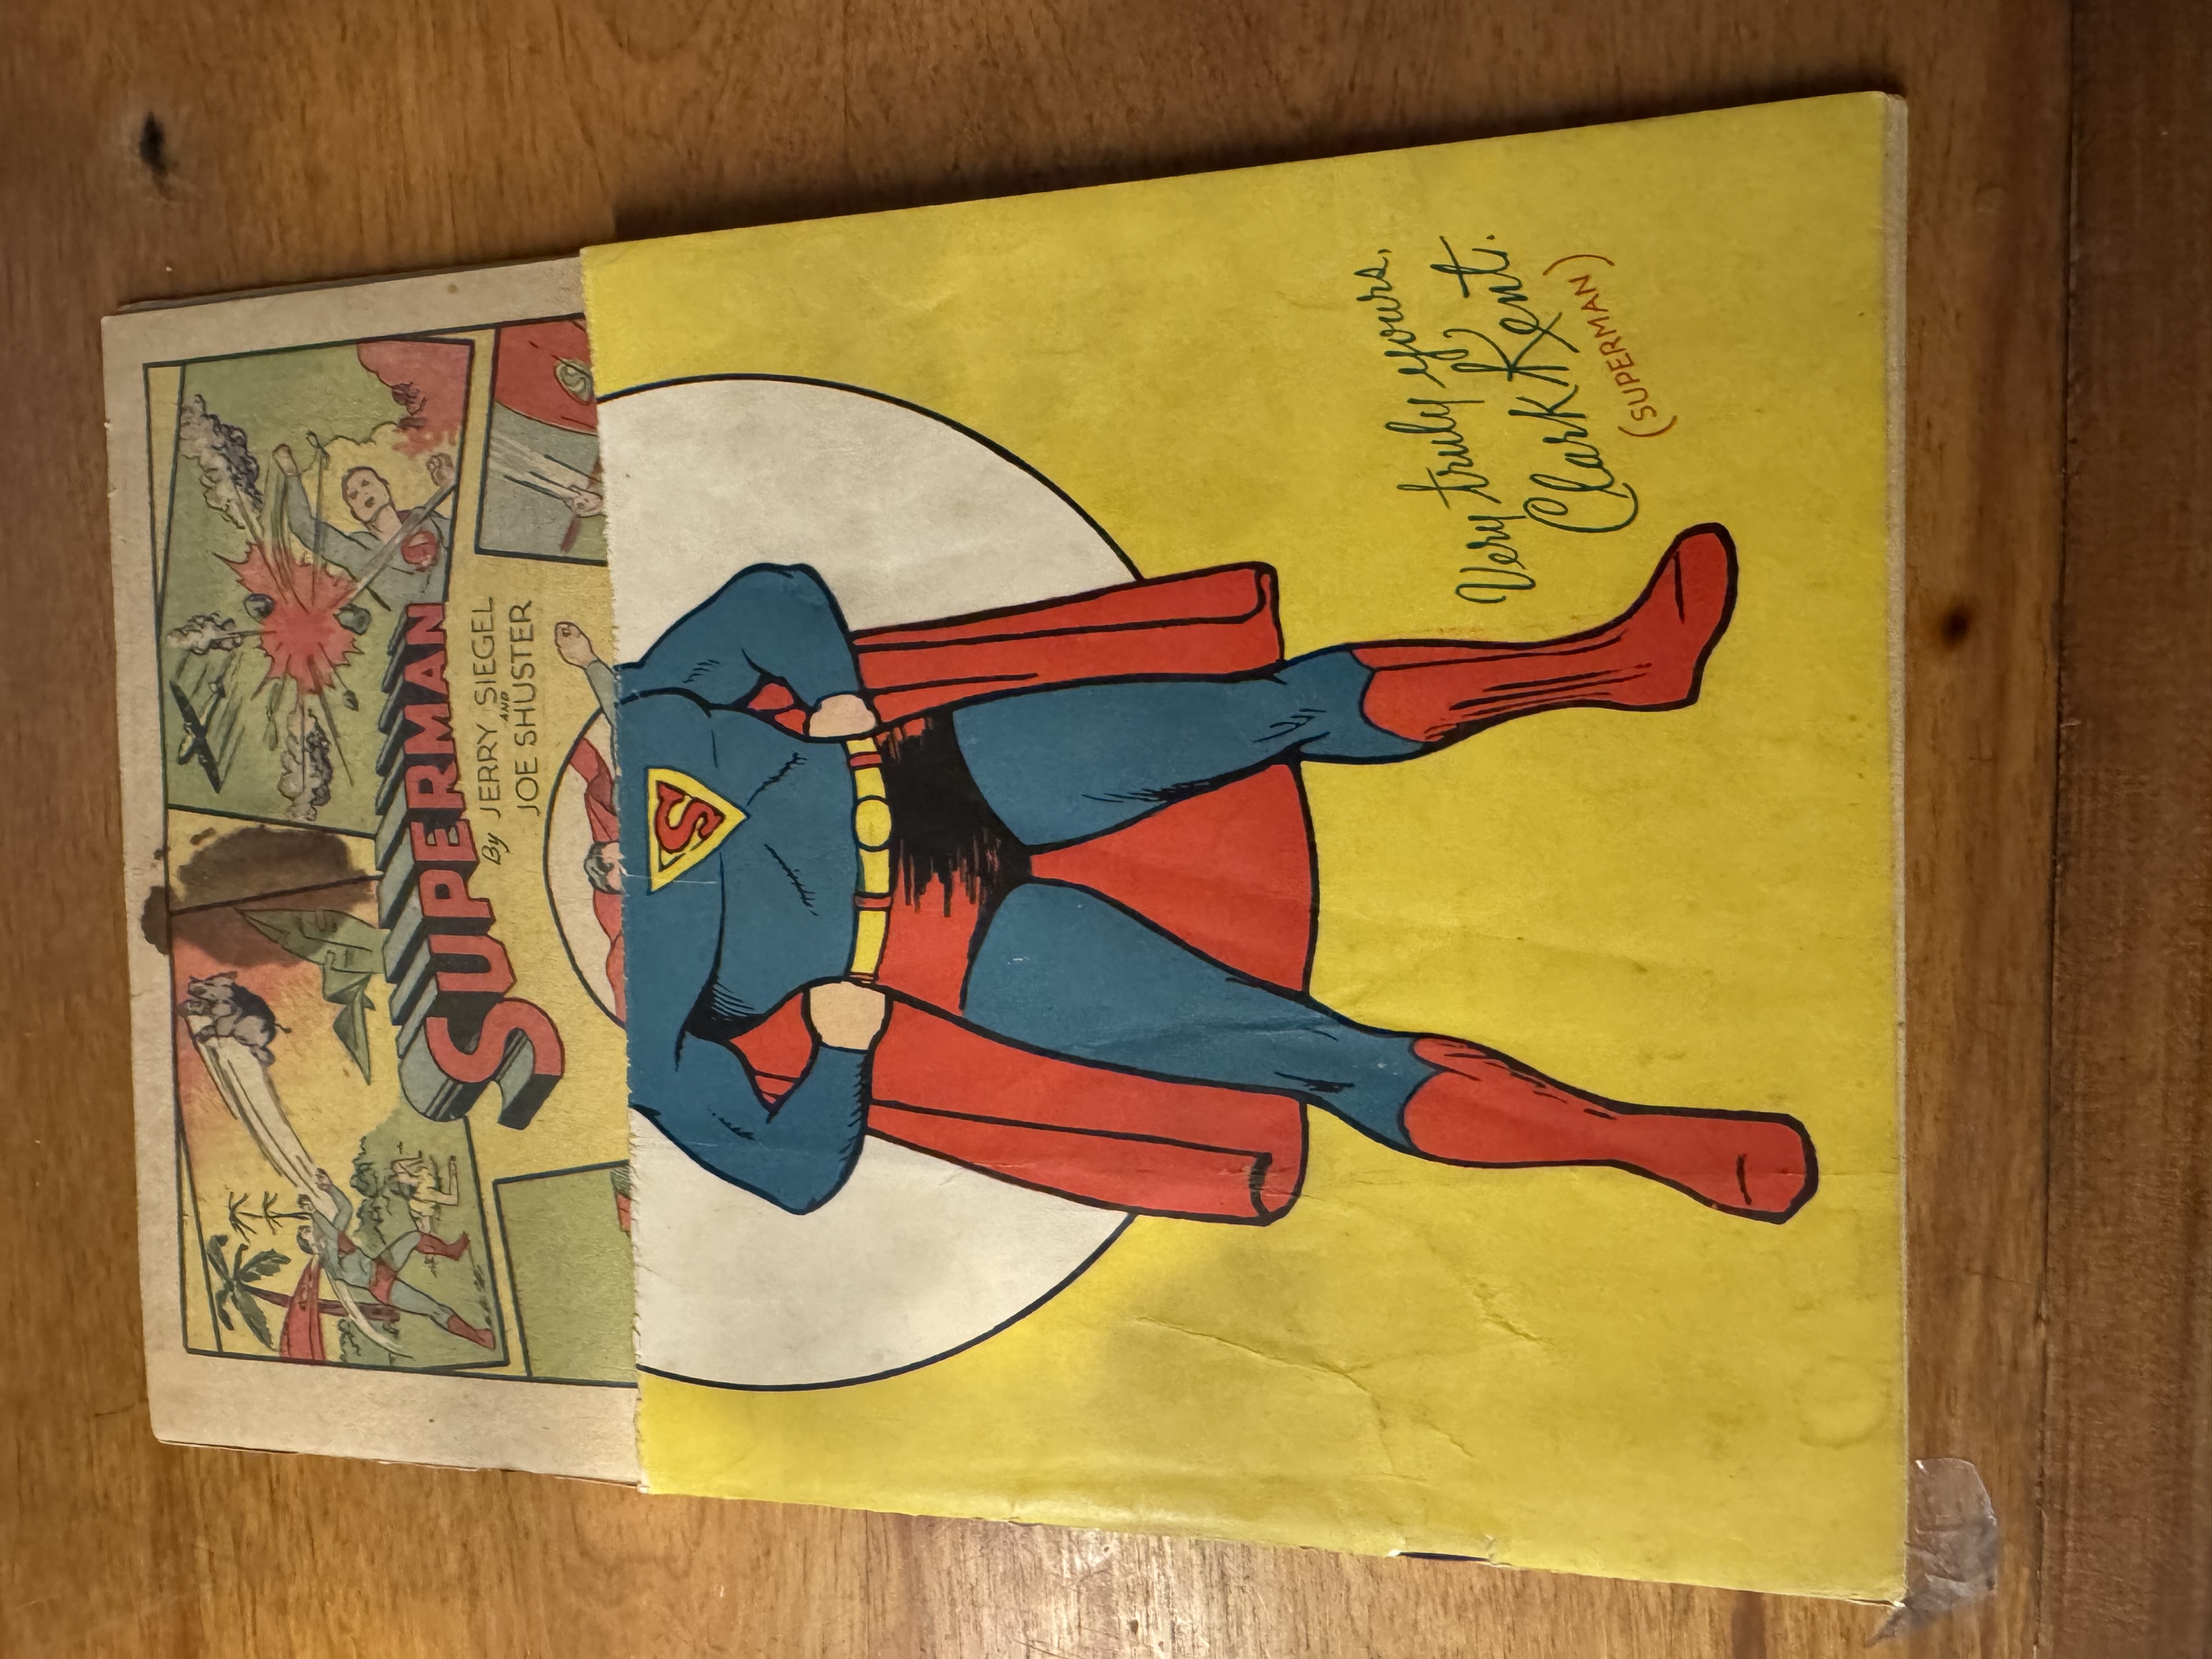 SUPERMAN
By JERRY SIEGEL
AND
JOE SHUSTER
S
Very truly yours,
Clark Kent.
(SUPERMAN)